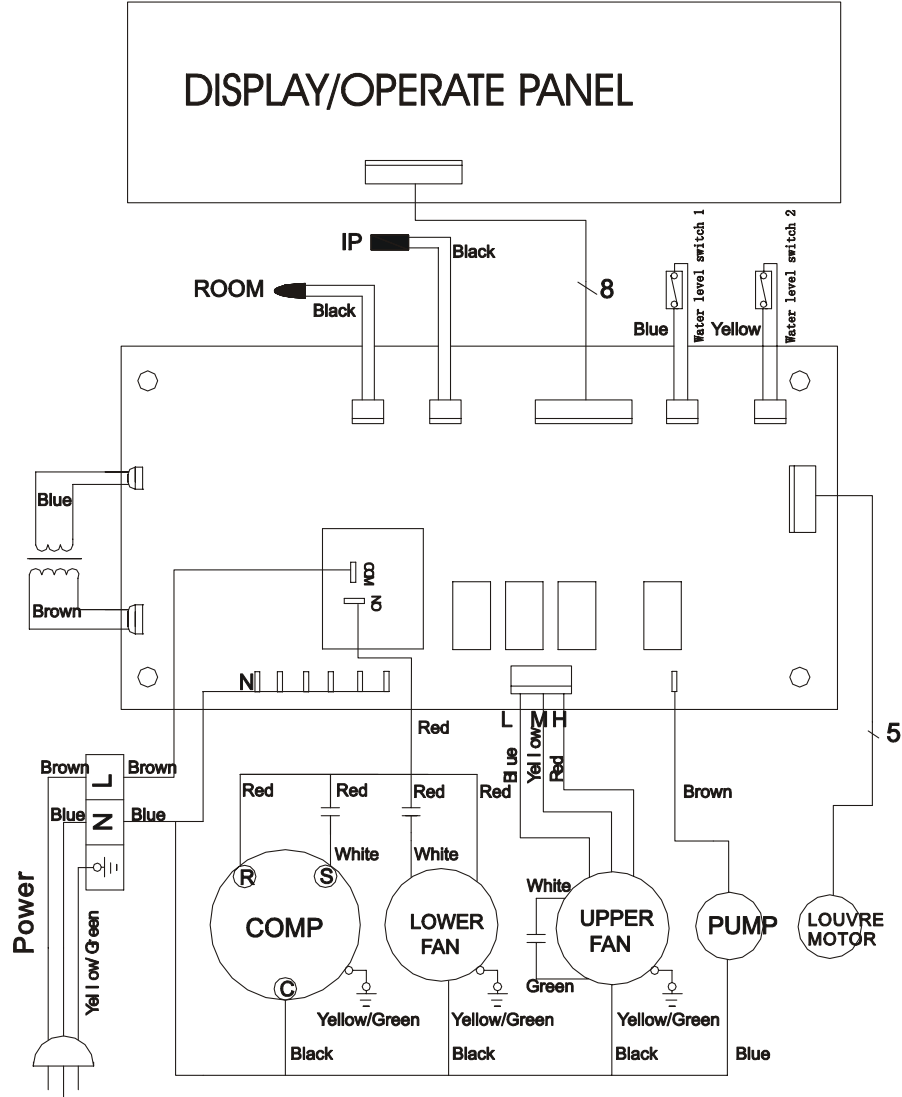 DISPLAY/OPERATE PANEL
IP
Black
Water level switch 1
Water level switch 2
ROOM
Black
8
Blue
Yellow
Blue
Brown
COM
NO
N
L
M
H
Red
Blue
Yellow
Red
5
Brown
L
Brown
Blue
N
Blue
Red
Red
Red
Red
Brown
White
White
Power
Yellow/Green
R
S
COMP
C
LOWER
FAN
White
UPPER
FAN
Green
PUMP
LOUVRE
MOTOR
Yellow/Green
Yellow/Green
Yellow/Green
Black
Black
Black
Blue